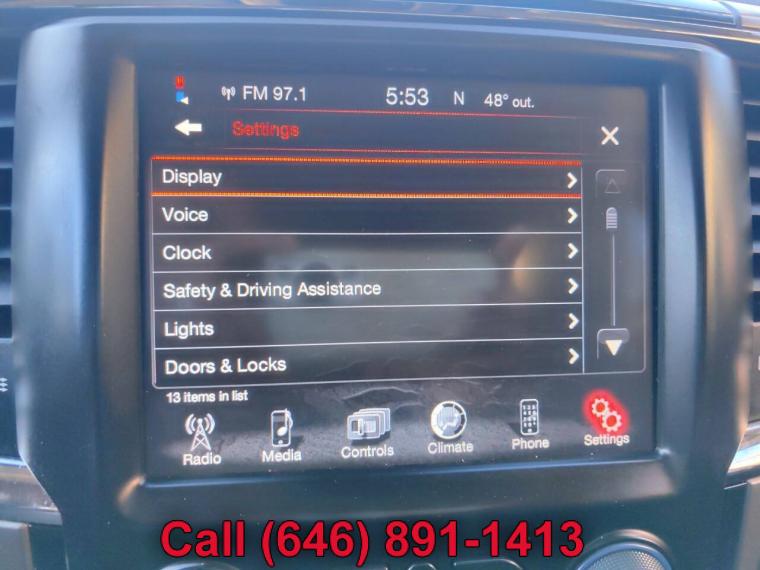 FM 97.1 5:53 N 48° out.
Settings
Display
Voice
Clock
Safety & Driving Assistance
Lights
Doors & Locks
13 items in list
Radio Media Controls Climate Phone Settings
Call (646) 891-1413